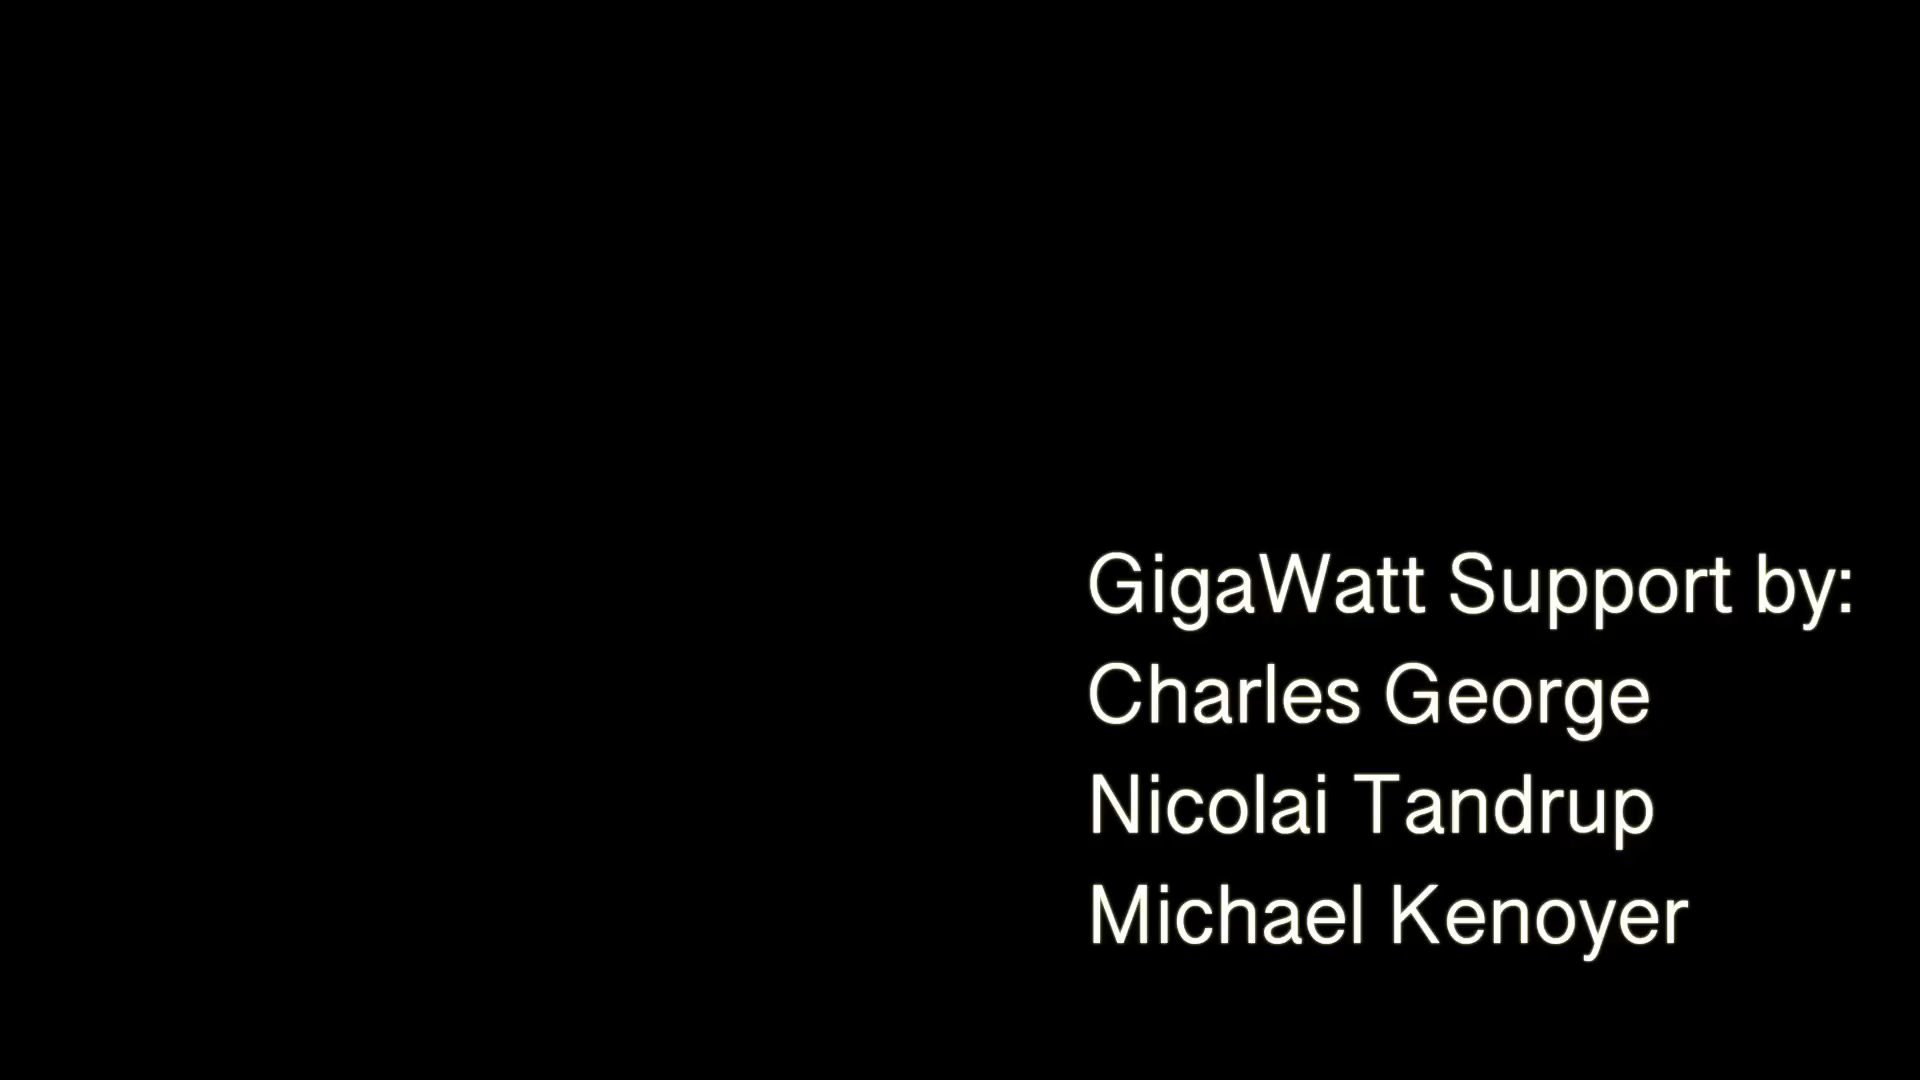 GigaWatt Support by:
Charles George
Nicolai Tandrup
Michael Kenoyer